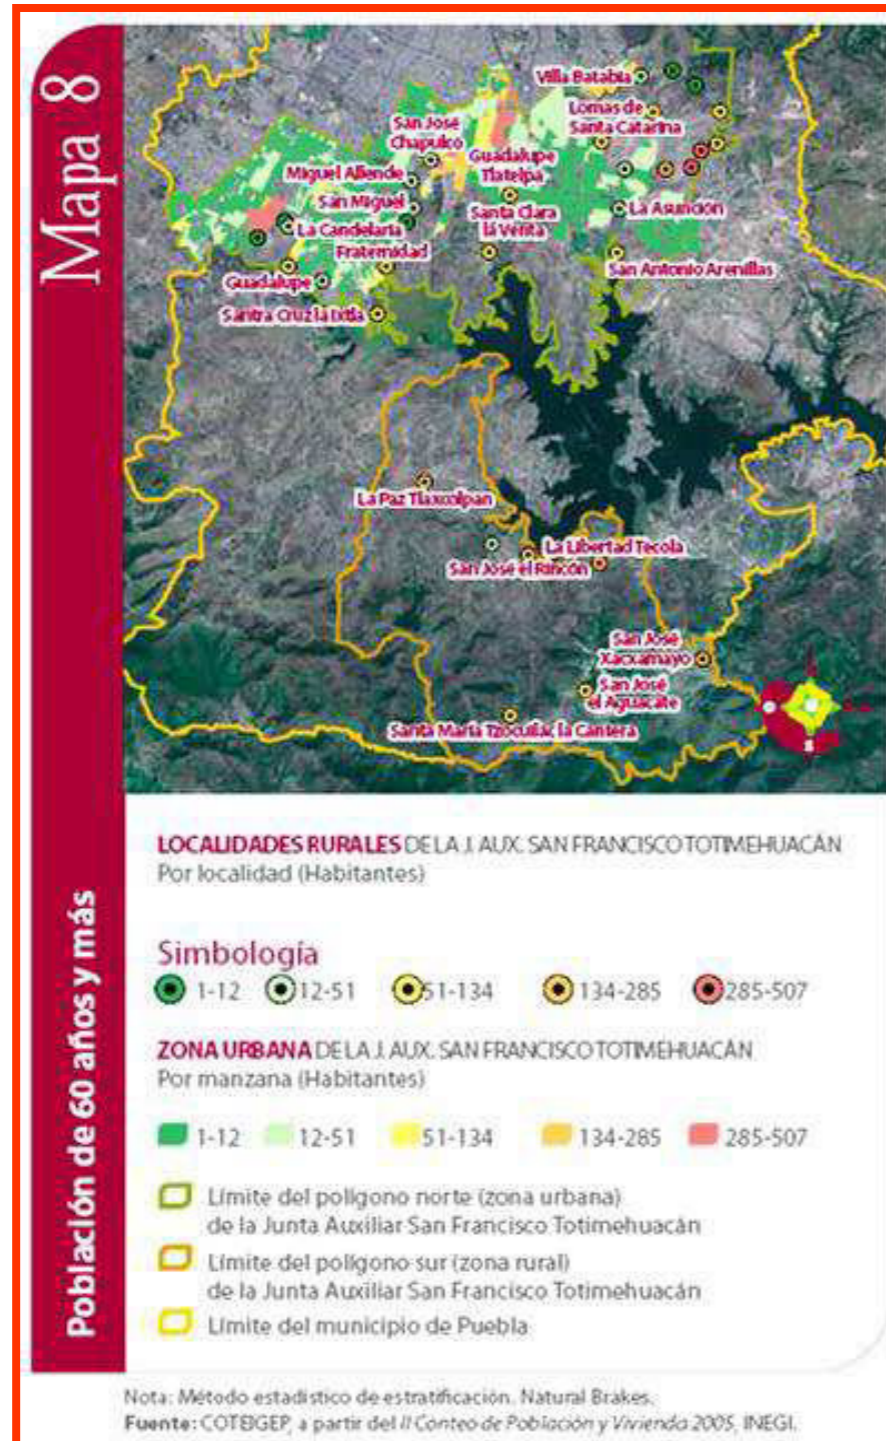 Mapa 8
Población de 60 años y más
Villa Batabia
Lomas de
Santa Catarina
San José
Chapulco
Guadalupe
Tlatelpa
Miguel Allende
San Miguel
Santa Clara
la Venta
La Asunción
La Candelaria
Fraternidad
San Antonio Arenillas
Guadalupe
Santra Cruz la Ixtla
La Paz Tlaxcolpan
La Libertad Tecola
San José el Rincón
San José
Xacxamayo
San José
el Aguacate
Santa María Tzocuilac la Cantera
S
LOCALIDADES RURALES DE LA J. AUX. SAN FRANCISCO TOTIMEHUACÁN
Por localidad (Habitantes)
Simbología
1-12 12-51 51-134 134-285 285-507
ZONA URBANA DE LA J. AUX. SAN FRANCISCO TOTIMEHUACÁN
Por manzana (Habitantes)
1-12 12-51 51-134 134-285 285-507
Límite del polígono norte (zona urbana)
de la Junta Auxiliar San Francisco Totimehuacán
Límite del polígono sur (zona rural)
de la Junta Auxiliar San Francisco Totimehuacán
Límite del municipio de Puebla
Nota: Método estadístico de estratificación. Natural Brakes.
Fuente: COTEIGEP, a partir del II Conteo de Población y Vivienda 2005, INEGI.